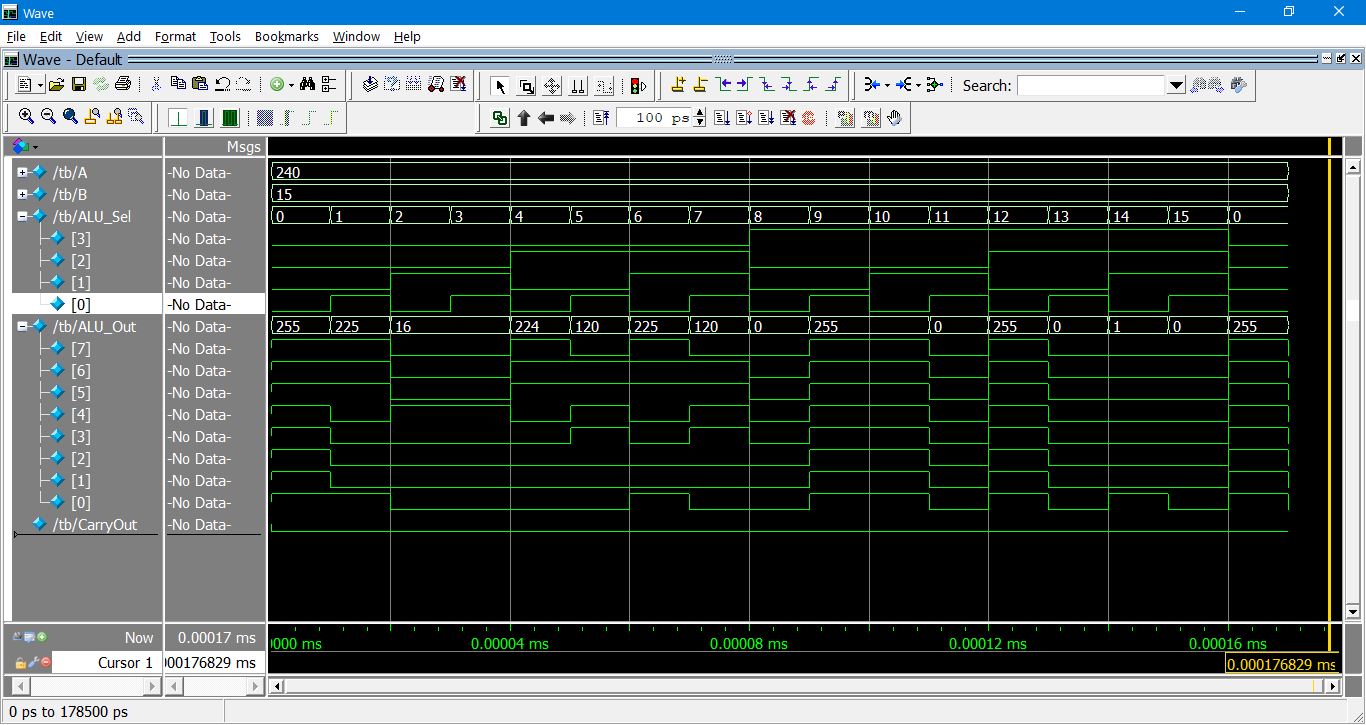 Wave
File Edit View Add Format Tools Bookmarks Window Help
Wave - Default
Search:
100 ps
Msgs
/tb/A -No Data- 240
/tb/B -No Data- 15
/tb/ALU_Sel -No Data- 0 1 2 3 4 5 6 7 8 9 10 11 12 13 14 15 0
[3] -No Data-
[2] -No Data-
[1] -No Data-
[0] -No Data-
/tb/ALU_Out -No Data- 255 225 16 224 120 225 120 0 255 0 255 0 1 0 255
[7] -No Data-
[6] -No Data-
[5] -No Data-
[4] -No Data-
[3] -No Data-
[2] -No Data-
[1] -No Data-
[0] -No Data-
/tb/CarryOut -No Data-
Now 0.00017 ms 0000 ms 0.00004 ms 0.00008 ms 0.00012 ms 0.00016 ms
Cursor 1 00176829 ms 0.000176829 ms
0 ps to 178500 ps